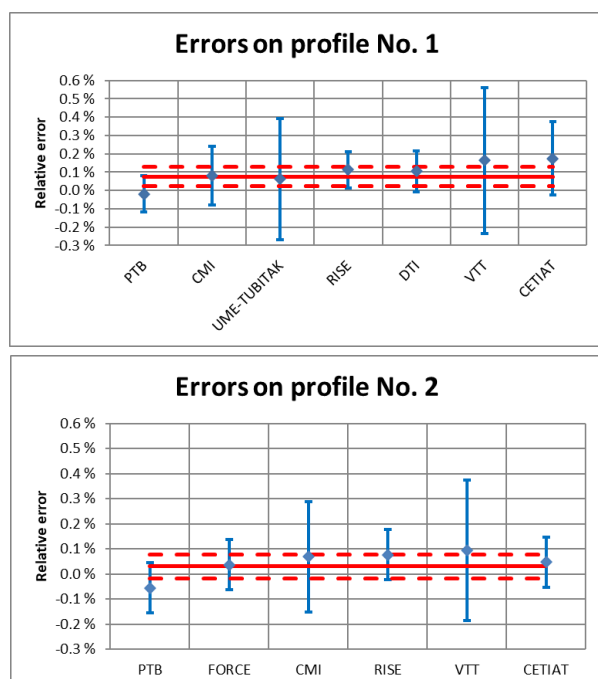 Errors on profile No. 1
Relative error
0.6 %
0.5 %
0.4 %
0.3 %
0.2 %
0.1 %
0.0 %
-0.1 %
-0.2 %
-0.3 %
PTB
CMI
UME-TUBITAK
RISE
DTI
VTT
CETIAT
Errors on profile No. 2
Relative error
0.6 %
0.5 %
0.4 %
0.3 %
0.2 %
0.1 %
0.0 %
-0.1 %
-0.2 %
-0.3 %
PTB FORCE CMI RISE VTT CETIAT